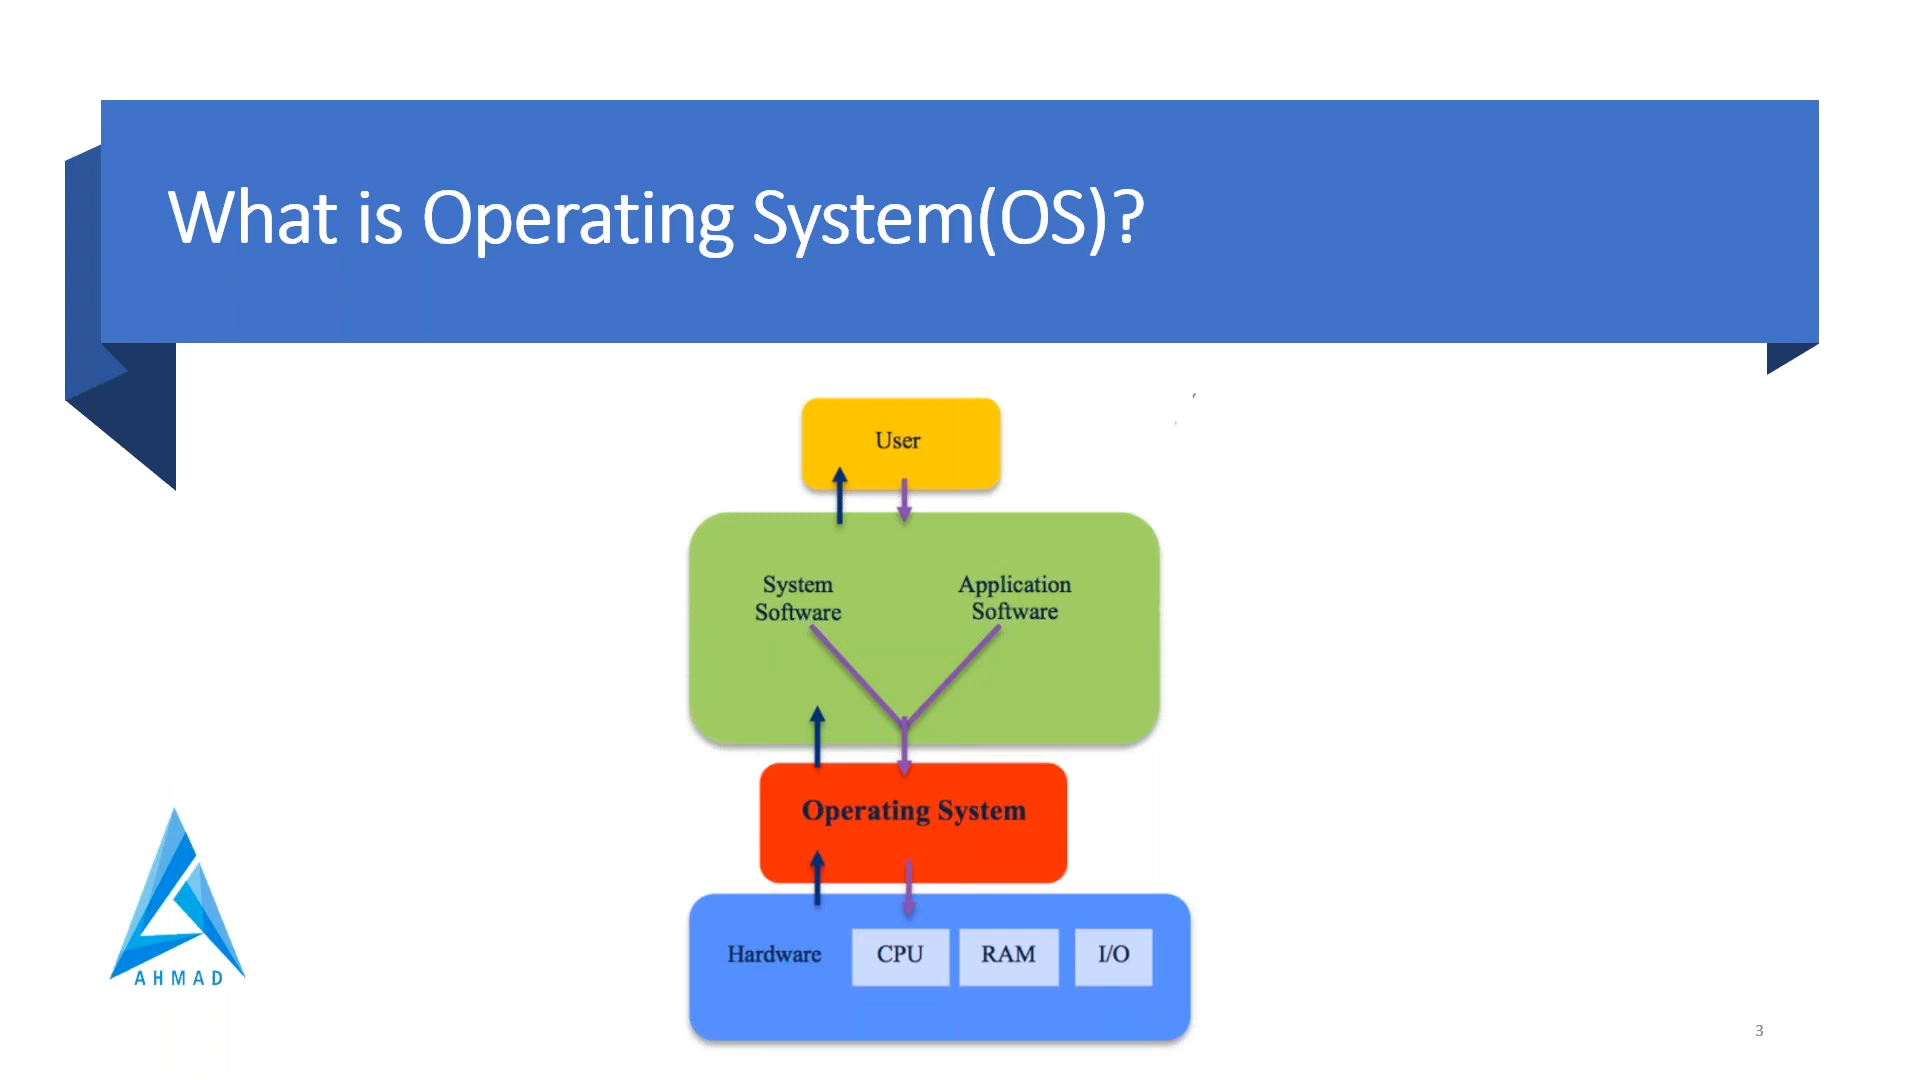 What is Operating System(OS)?
User
System
Software
Application
Software
Operating System
Hardware
CPU
RAM
I/O
AHMAD
3